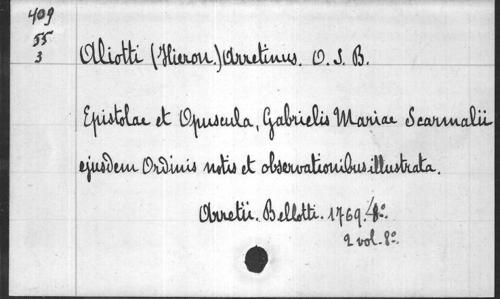 409
55
3
Aliotti (Hieron.) Arretinus. O. S. B.
Epistolae et Opuscula, Gabrielis Mariae Scarmalii
ejusdem Ordinis notis et observationibus illustrata.
Arretii. Bellotti. 1769. 8°.
2 vol. 8°.